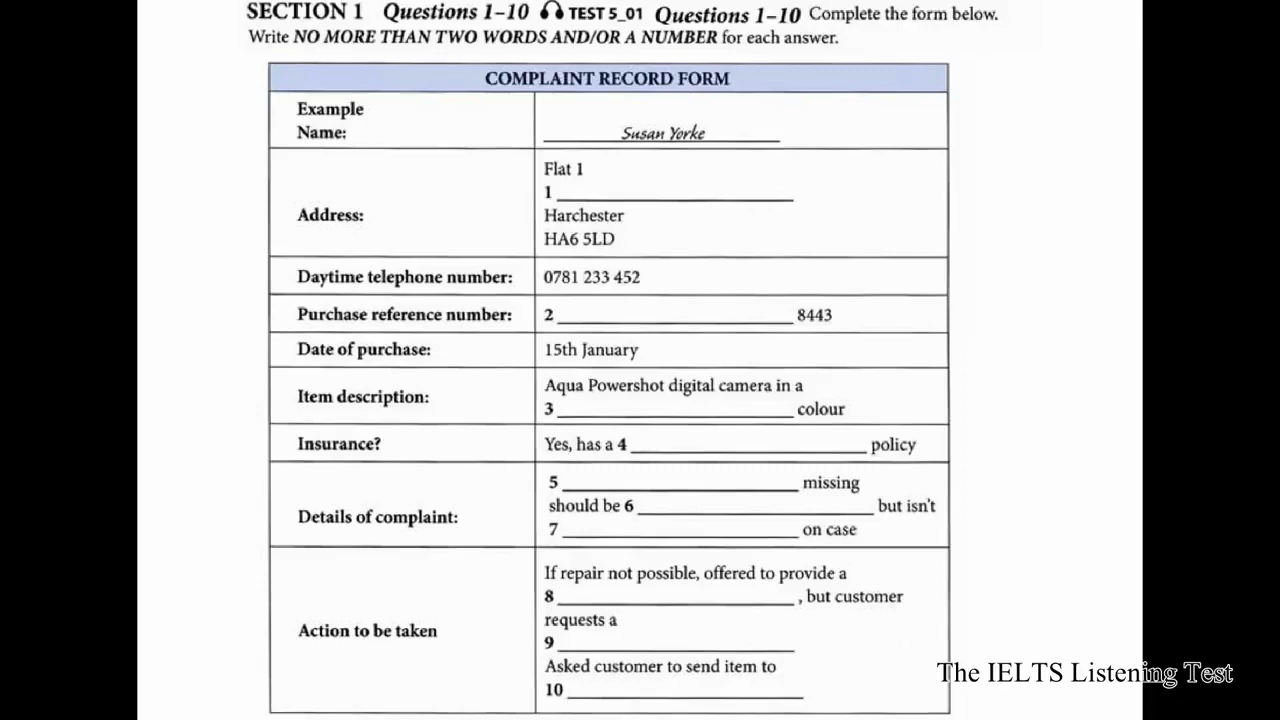 SECTION 1 Questions 1–10 TEST 5_01 Questions 1–10 Complete the form below.
Write NO MORE THAN TWO WORDS AND/OR A NUMBER for each answer.
COMPLAINT RECORD FORM
Example
Name: Susan Yorke
Address:
Flat 1
1
Harchester
HA6 5LD
Daytime telephone number: 0781 233 452
Purchase reference number: 2 8443
Date of purchase: 15th January
Item description:
Aqua Powershot digital camera in a
3 colour
Insurance? Yes, has a 4 policy
Details of complaint:
5 missing
should be 6 but isn't
7 on case
Action to be taken
If repair not possible, offered to provide a
8 , but customer
requests a
9
Asked customer to send item to
10
The IELTS Listening Test